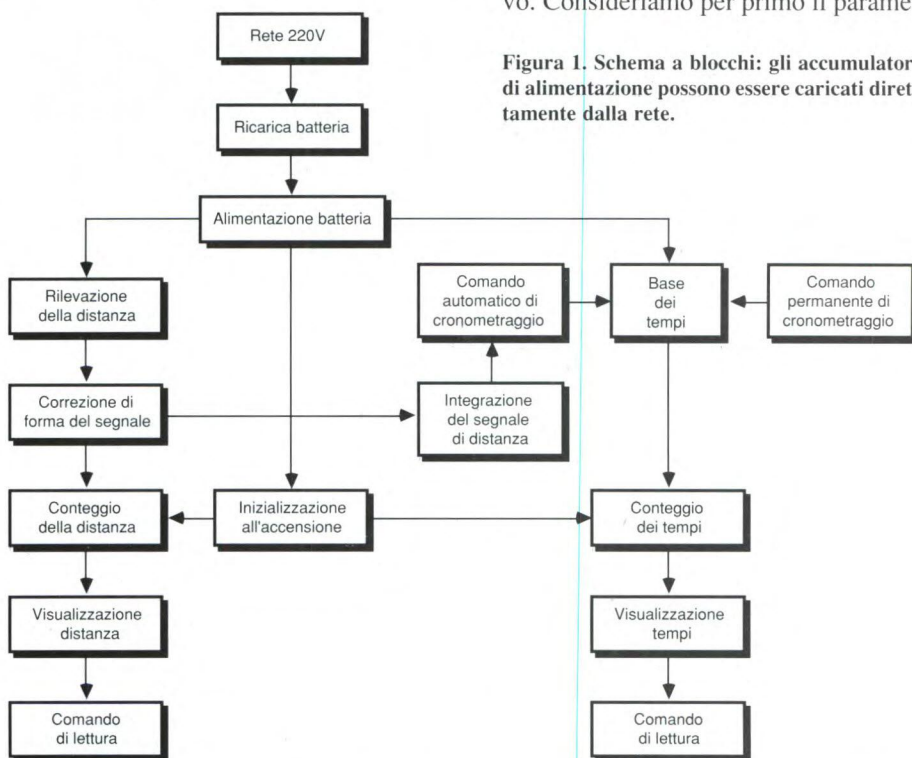 vo. Consideriamo per primo il parame
Rete 220V
Figura 1. Schema a blocchi: gli accumulator
di alimentazione possono essere caricati diret
tamente dalla rete.
Ricarica batteria
Alimentazione batteria
Rilevazione
della distanza
Comando
automatico di
cronometraggio
Base
dei
tempi
Comando
permanente di
cronometraggio
Correzione di
forma del segnale
Integrazione
del segnale
di distanza
Conteggio
della distanza
Inizializzazione
all'accensione
Conteggio
dei tempi
Visualizzazione
distanza
Visualizzazione
tempi
Comando
di lettura
Comando
di lettura